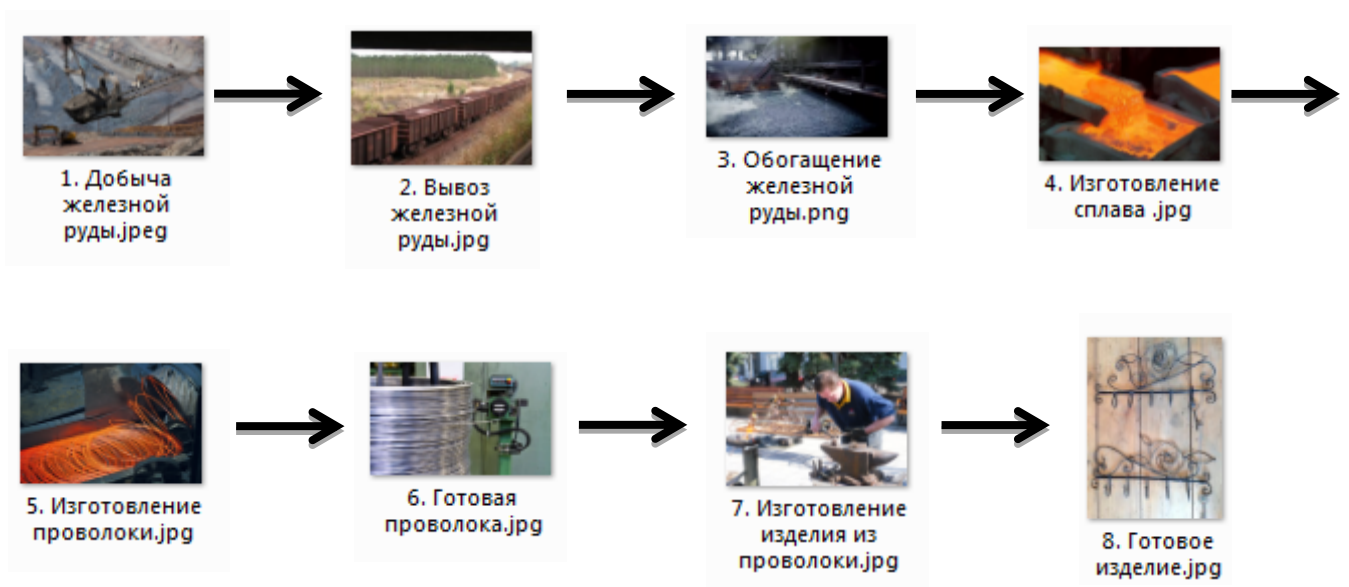 1. Добыча
железной
руды.jpeg
2. Вывоз
железной
руды.jpg
3. Обогащение
железной
руды.png
4. Изготовление
сплава .jpg
5. Изготовление
проволоки.jpg
6. Готовая
проволока.jpg
7. Изготовление
изделия из
проволоки.jpg
8. Готовое
изделие.jpg